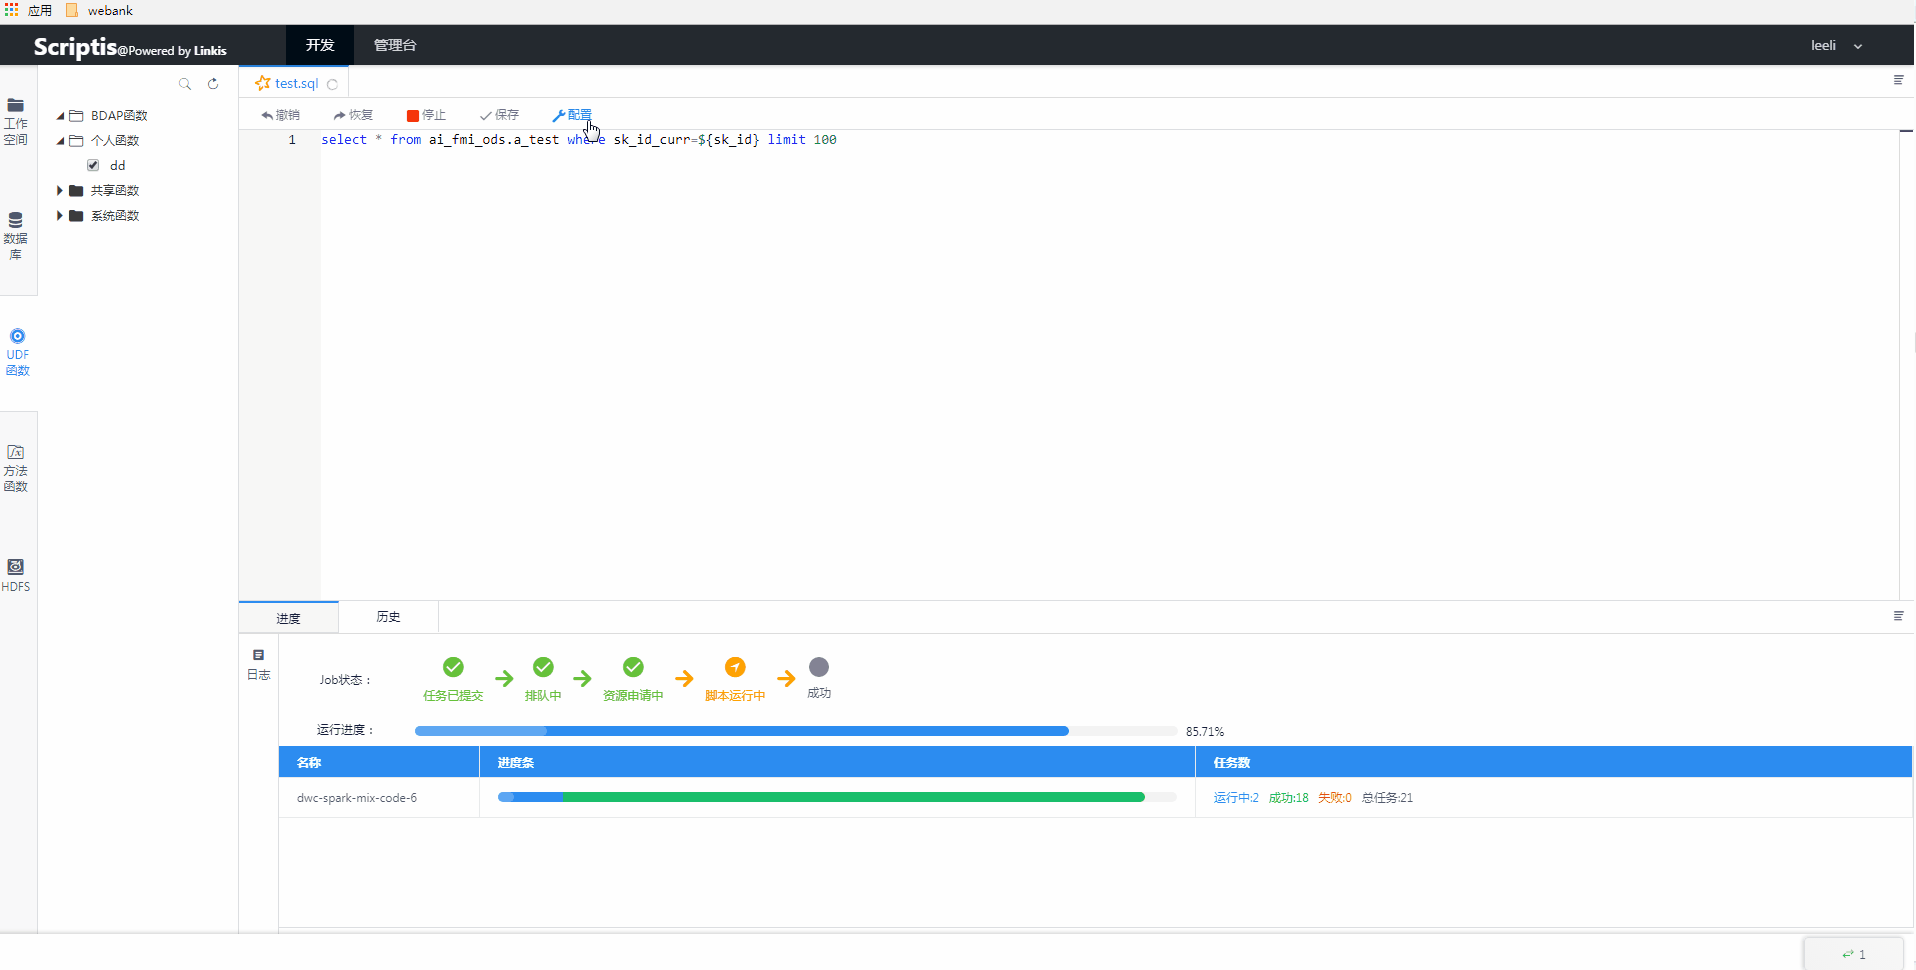 应用 webank
Scriptis@Powered by Linkis 开发 管理台 leeli
工作
空间
数据
库
UDF
函数
方法
函数
HDFS
BDAP函数
个人函数
dd
共享函数
系统函数
test.sql
撤销 恢复 停止 保存 配置
1 select * from ai_fmi_ods.a_test where sk_id_curr=${sk_id} limit 100
进度 历史
日志
Job状态：
任务已提交 排队中 资源申请中 脚本运行中 成功
运行进度： 85.71%
名称 进度条 任务数
dwc-spark-mix-code-6 运行中:2 成功:18 失败:0 总任务:21
1